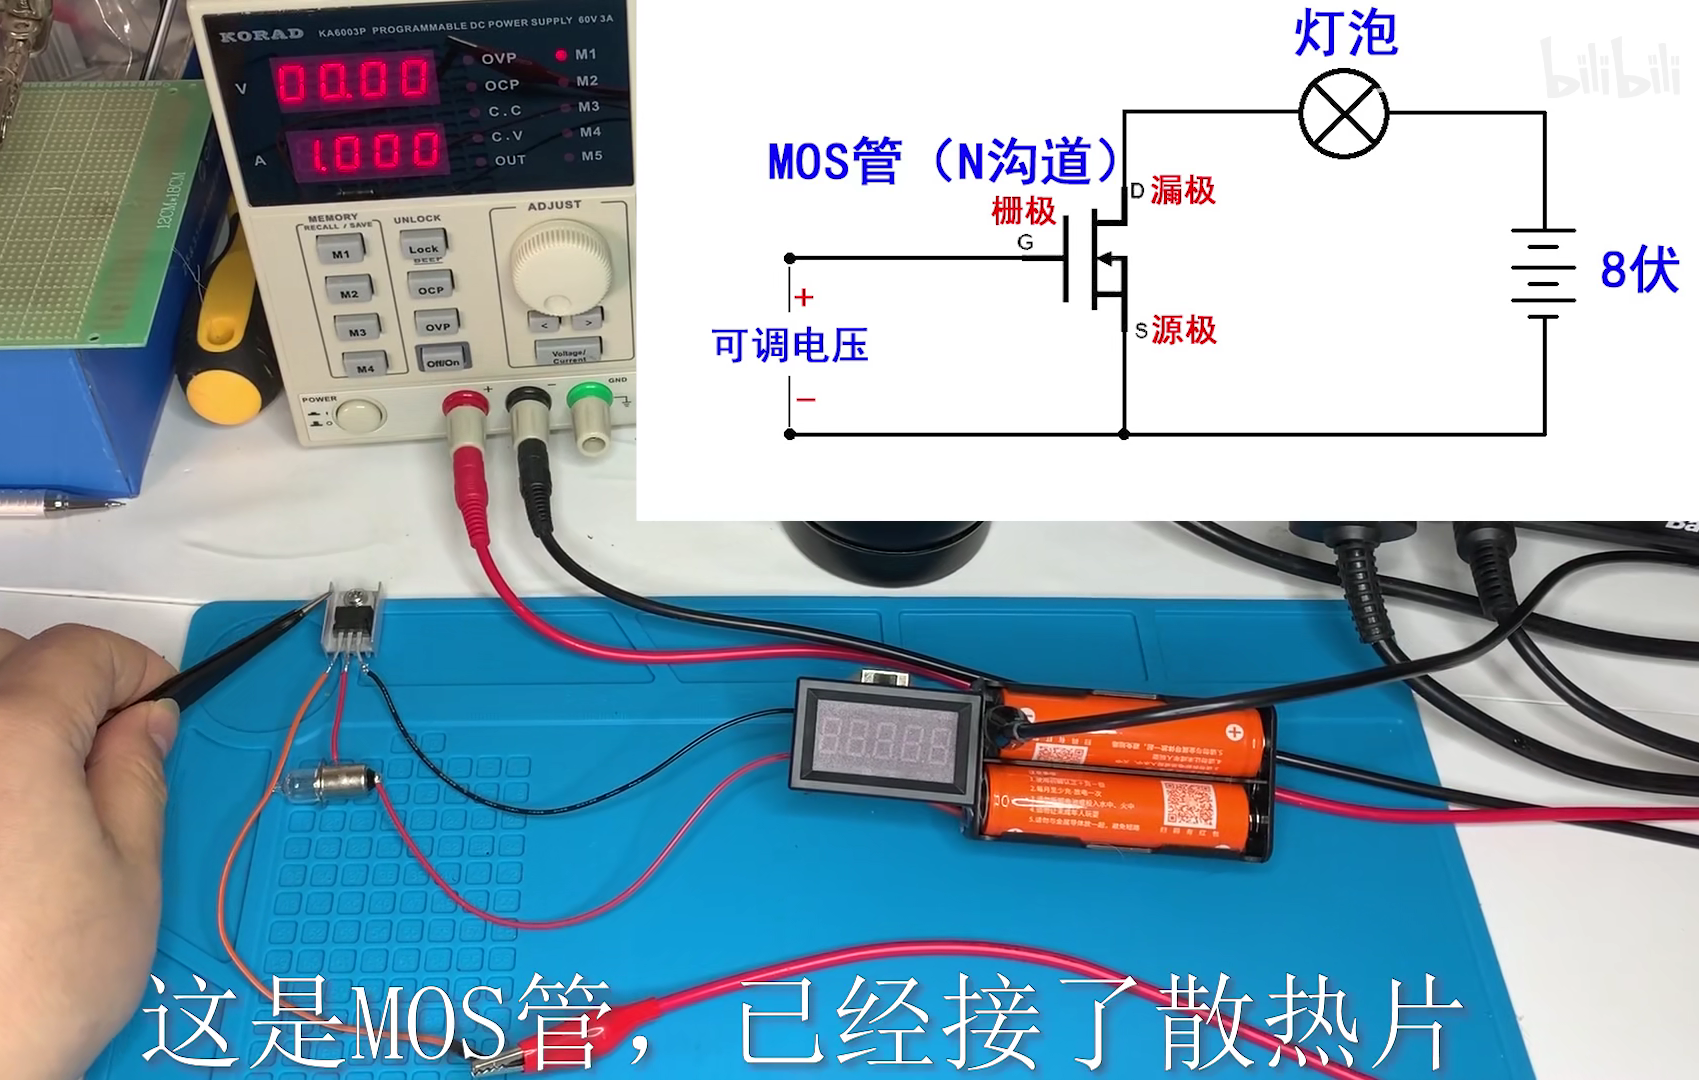 KORAD KA6003P PROGRAMMABLE DC POWER SUPPLY 60V 3A
V 00.00
A 1.000
OVP M1
OCP M2
C.C M3
C.V M4
OUT M5
MEMORY
RECALL / SAVE
UNLOCK
ADJUST
M1 Lock
BEEP
M2 OCP
M3 OVP < >
M4 Off/On Voltage/
Current
POWER
+ − GND
12CM*18CM
灯泡
bilibili
MOS管（N沟道）
D 漏极
栅极
G
+
可调电压
−
S 源极
8伏
Ba
+
这是MOS管，已经接了散热片